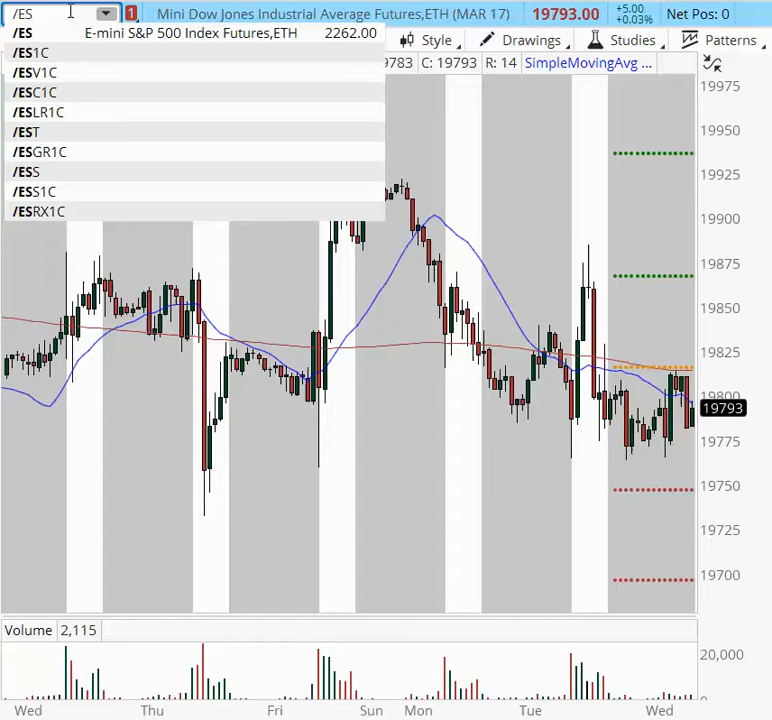 /ES 1 Mini Dow Jones Industrial Average Futures,ETH (MAR 17) 19793.00 +5.00 +0.03% Net Pos: 0
/ES E-mini S&P 500 Index Futures,ETH 2262.00
Style Drawings Studies Patterns
/ES1C
9783 C: 19793 R: 14 SimpleMovingAvg ...
/ESV1C
/ESC1C
/ESLR1C
/EST
/ESGR1C
/ESS
/ESS1C
/ESRX1C
19975
19950
19925
19900
19875
19850
19825
19800
19793
19775
19750
19725
19700
Volume 2,115
20,000
0
Wed Thu Fri Sun Mon Tue Wed